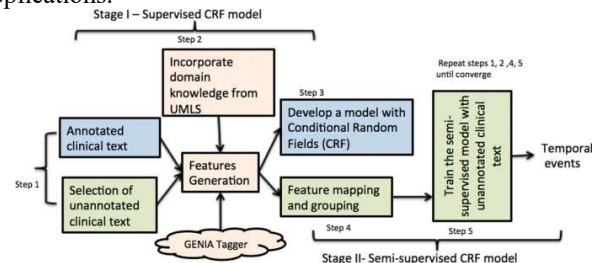 pplications.
Stage I – Supervised CRF model
Step 2
Incorporate
domain
knowledge from
UMLS
Repeat steps 1, 2 ,4, 5
until converge
Step 3
Develop a model with
Conditional Random
Fields (CRF)
Annotated
clinical text
Step 1
Features
Generation
Selection of
unannotated
clinical text
Feature mapping
and grouping
Train the semi-
supervised model with
unannotated clinical
text
Temporal
events
GENIA Tagger
Step 4
Step 5
Stage II- Semi-supervised CRF model